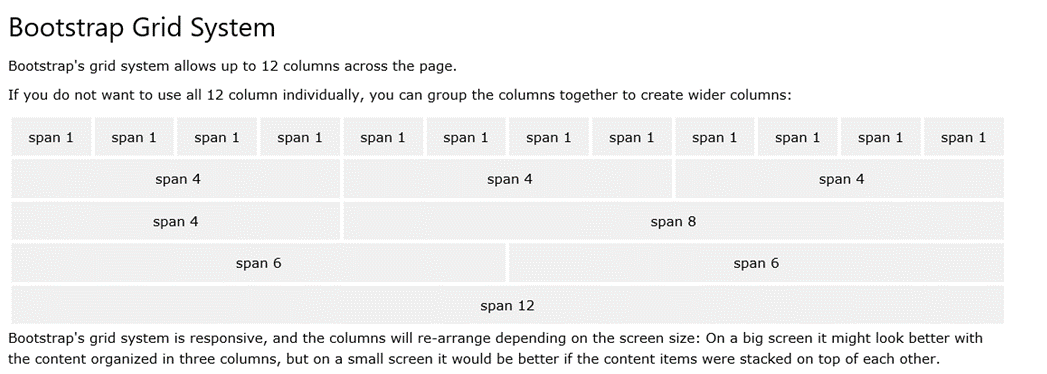 Bootstrap Grid System
Bootstrap's grid system allows up to 12 columns across the page.
If you do not want to use all 12 column individually, you can group the columns together to create wider columns:
span 1 span 1 span 1 span 1 span 1 span 1 span 1 span 1 span 1 span 1 span 1 span 1
span 4 span 4 span 4
span 4 span 8
span 6 span 6
span 12
Bootstrap's grid system is responsive, and the columns will re-arrange depending on the screen size: On a big screen it might look better with
the content organized in three columns, but on a small screen it would be better if the content items were stacked on top of each other.